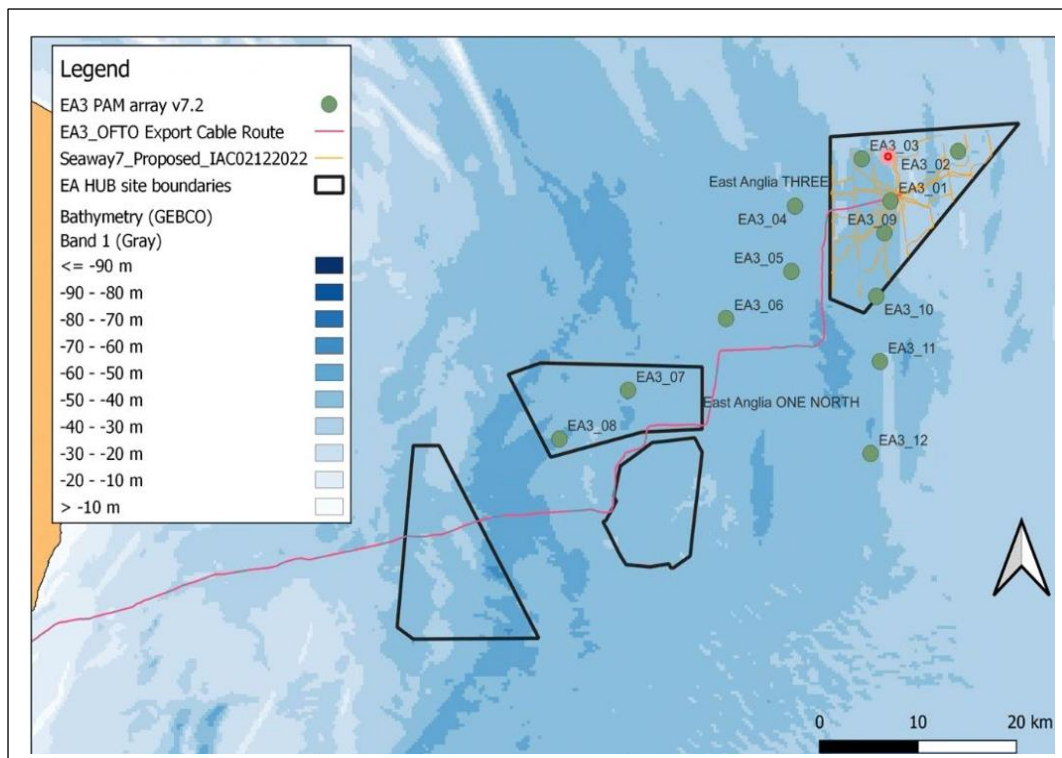 Legend
EA3 PAM array v7.2
EA3_OFTO Export Cable Route
Seaway7_Proposed_IAC02122022
EA HUB site boundaries
Bathymetry (GEBCO)
Band 1 (Gray)
<= -90 m
-90 - -80 m
-80 - -70 m
-70 - -60 m
-60 - -50 m
-50 - -40 m
-40 - -30 m
-30 - -20 m
-20 - -10 m
> -10 m
EA3_03
EA3_02
East Anglia THREE
EA3_01
EA3_04
EA3_09
EA3_05
EA3_06
EA3_10
EA3_11
EA3_07
East Anglia ONE NORTH
EA3_08
EA3_12
0 10 20 km